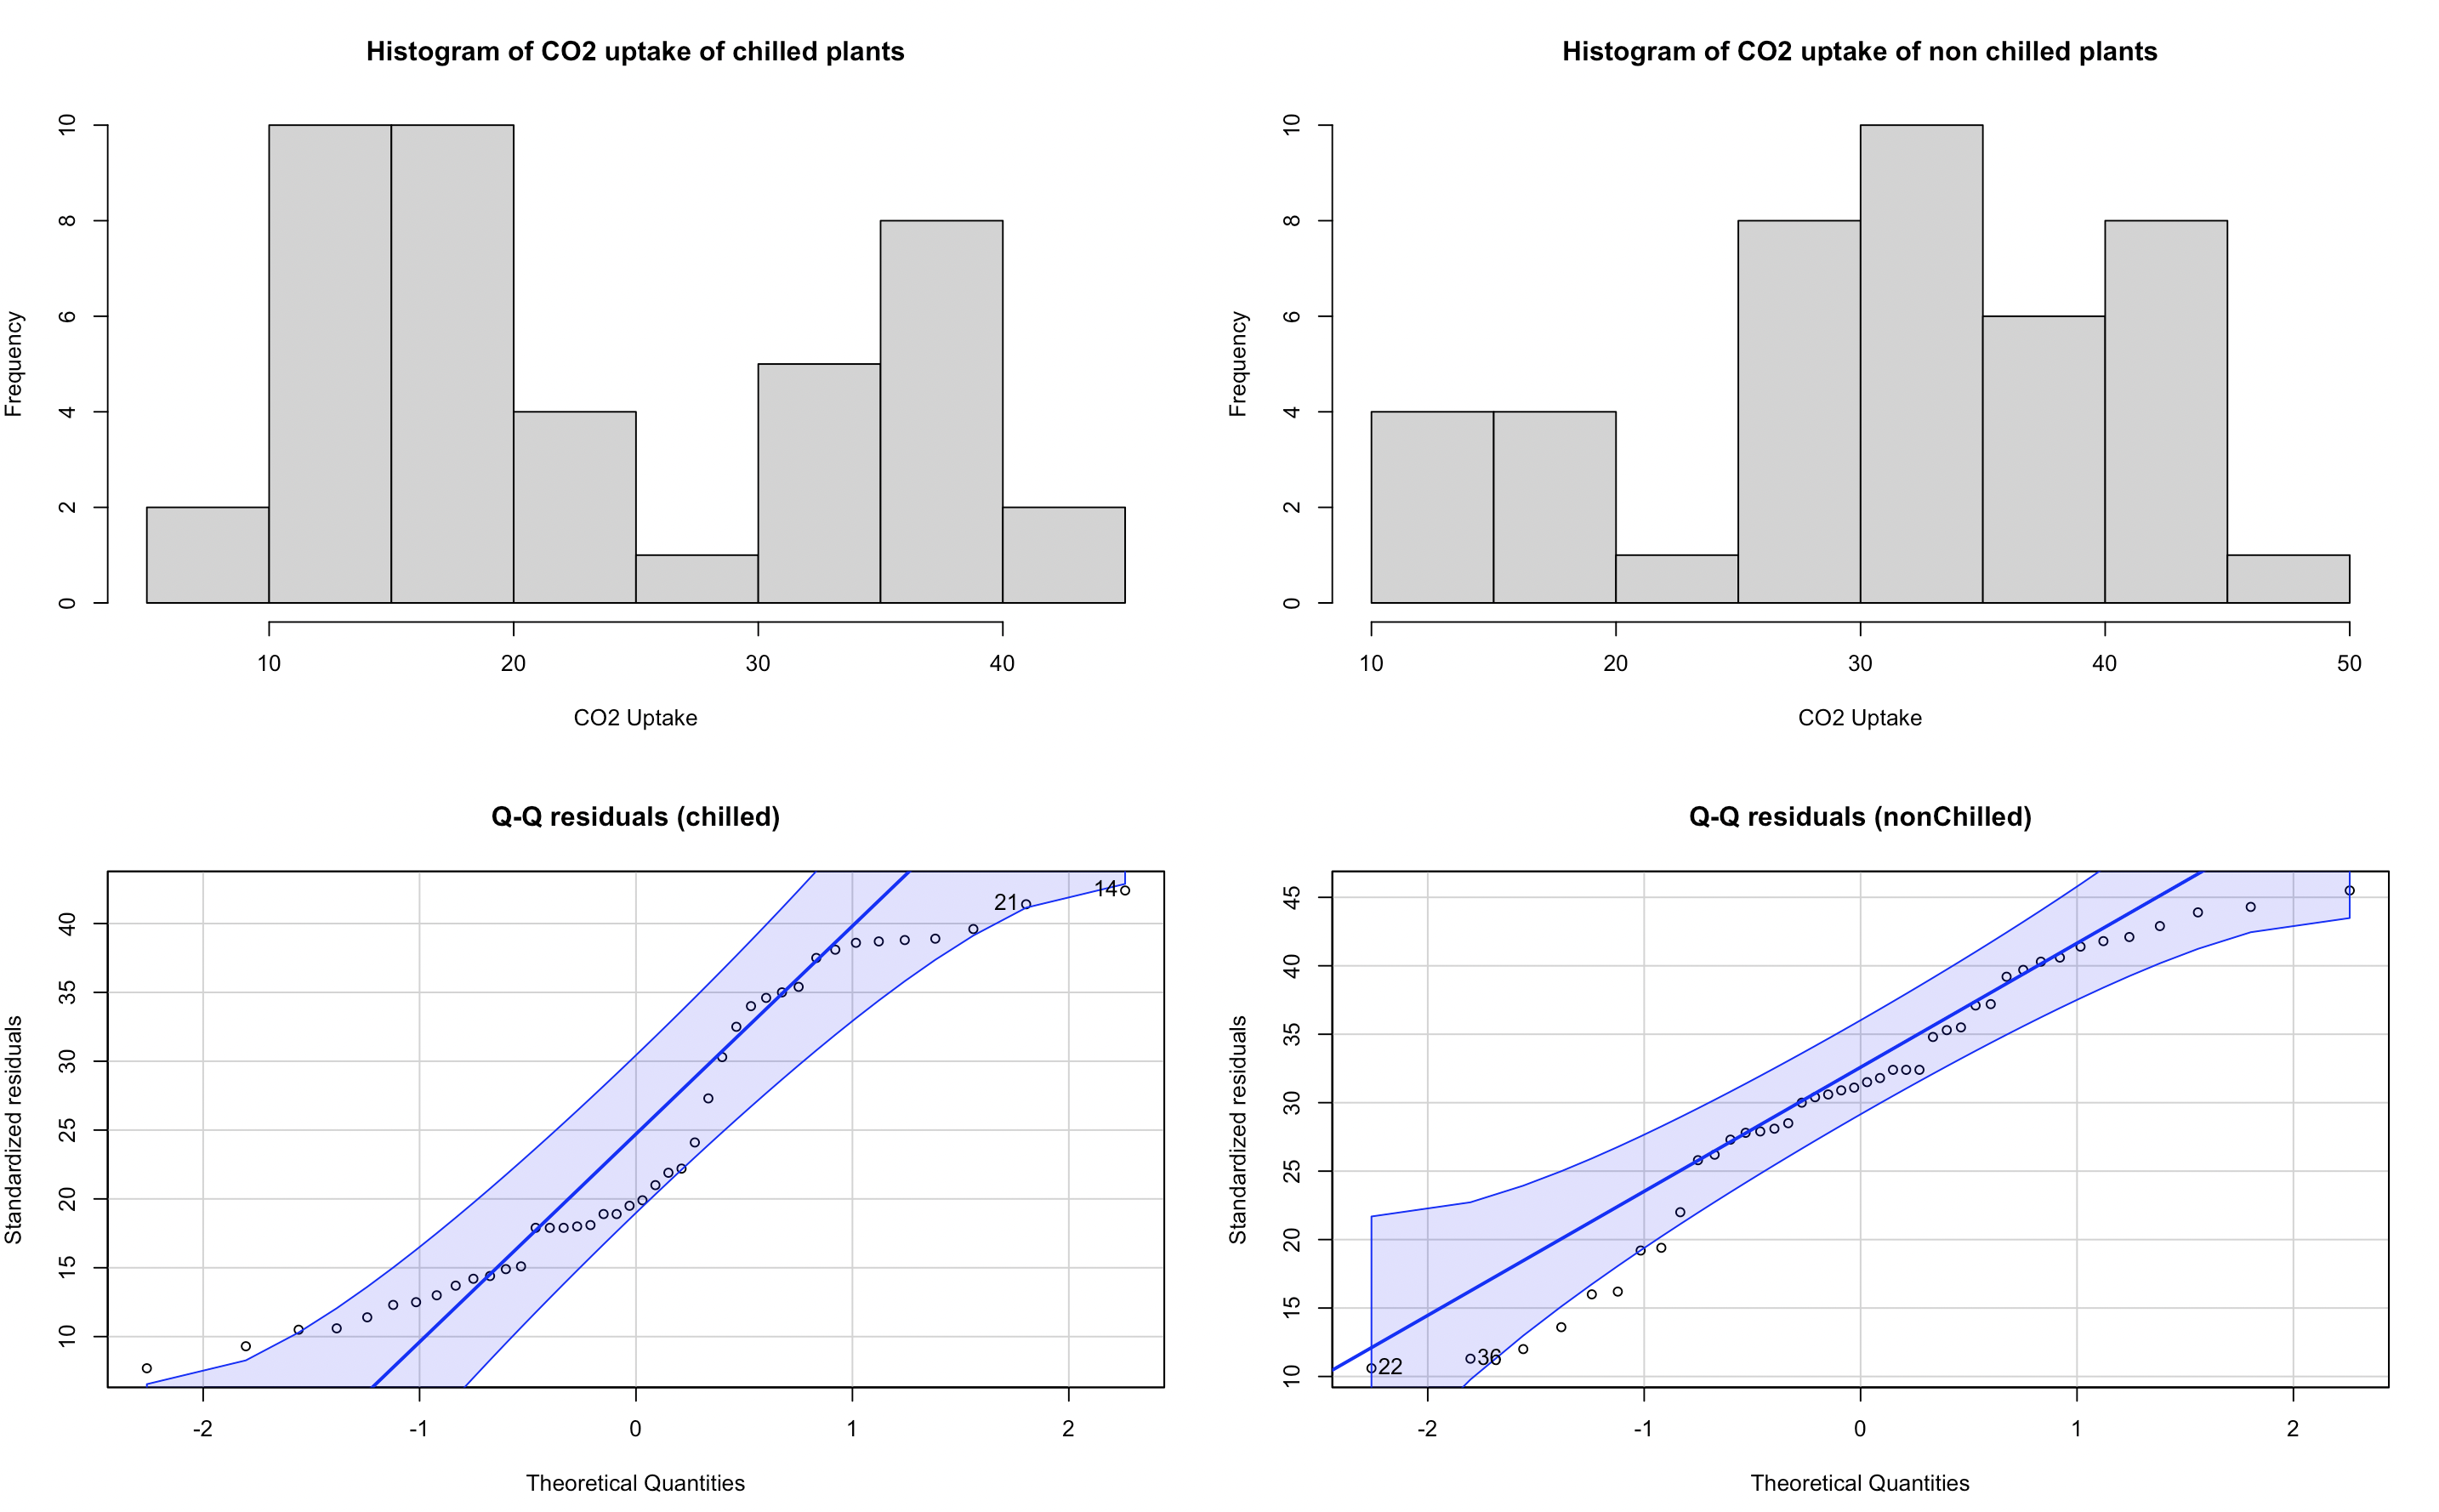 Histogram of CO2 uptake of chilled plants
Frequency
0 2 4 6 8 10
10 20 30 40
CO2 Uptake
Histogram of CO2 uptake of non chilled plants
Frequency
0 2 4 6 8 10
10 20 30 40 50
CO2 Uptake
Q-Q residuals (chilled)
Standardized residuals
10 15 20 25 30 35 40
21
14
-2 -1 0 1 2
Theoretical Quantities
Q-Q residuals (nonChilled)
Standardized residuals
10 15 20 25 30 35 40 45
22
36
-2 -1 0 1 2
Theoretical Quantities